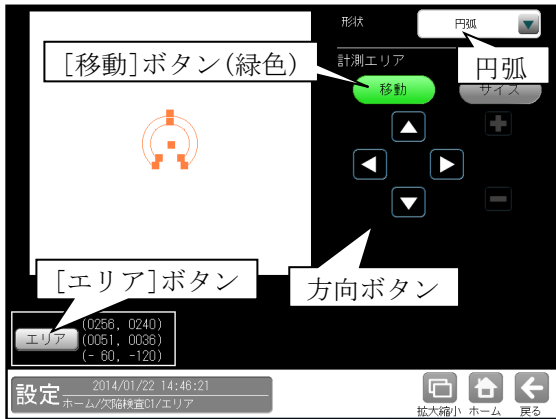 形状
円弧
[移動]ボタン(緑色)
計測エリア
円弧
移動
サイズ
[エリア]ボタン
方向ボタン
エリア
(0256, 0240)
(0051, 0036)
(- 60, -120)
設定
2014/01/22 14:46:21
ホーム/欠陥検査C1/エリア
拡大縮小
ホーム
戻る